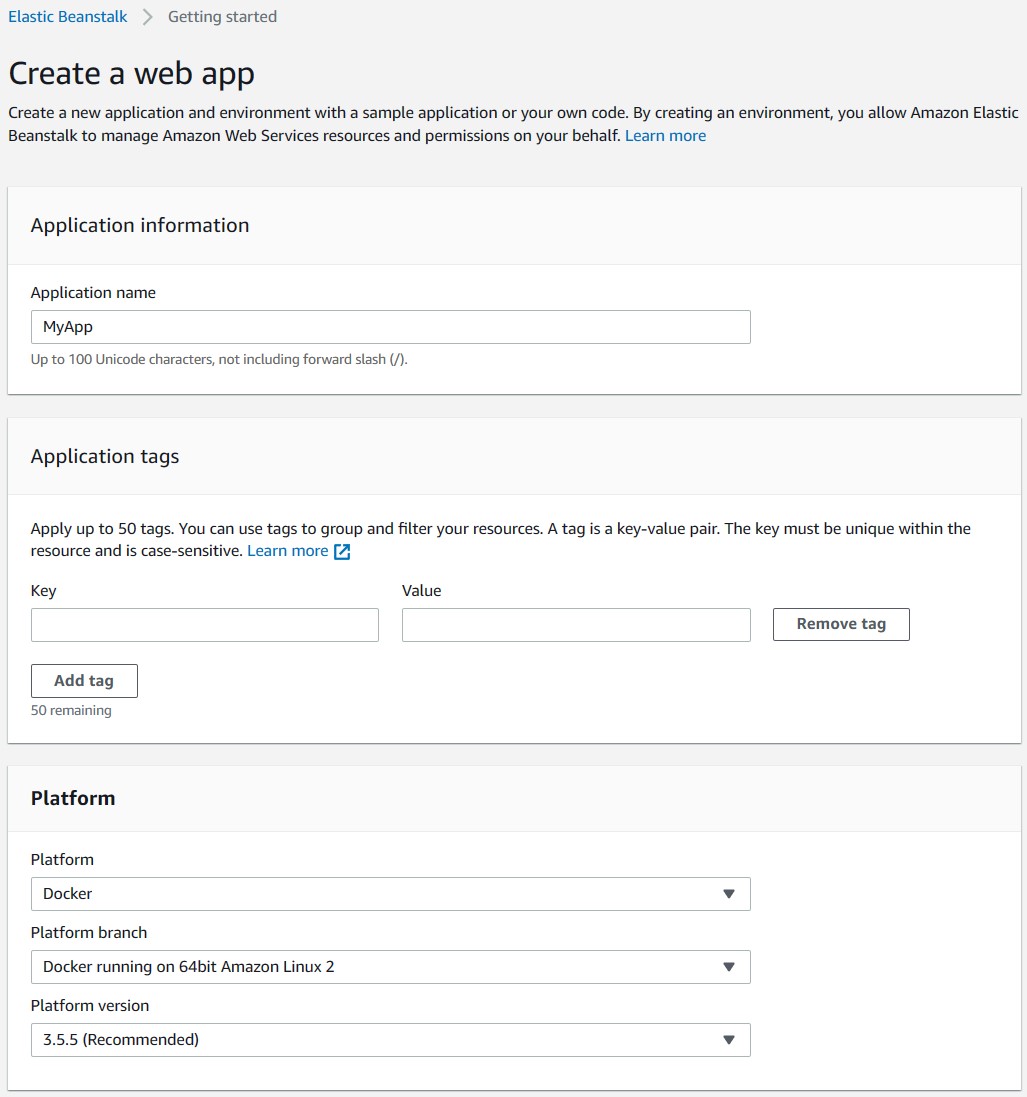 Elastic Beanstalk > Getting started
Create a web app
Create a new application and environment with a sample application or your own code. By creating an environment, you allow Amazon Elastic
Beanstalk to manage Amazon Web Services resources and permissions on your behalf. Learn more
Application information
Application name
MyApp
Up to 100 Unicode characters, not including forward slash (/).
Application tags
Apply up to 50 tags. You can use tags to group and filter your resources. A tag is a key-value pair. The key must be unique within the
resource and is case-sensitive. Learn more
Key Value
Remove tag
Add tag
50 remaining
Platform
Platform
Docker
Platform branch
Docker running on 64bit Amazon Linux 2
Platform version
3.5.5 (Recommended)